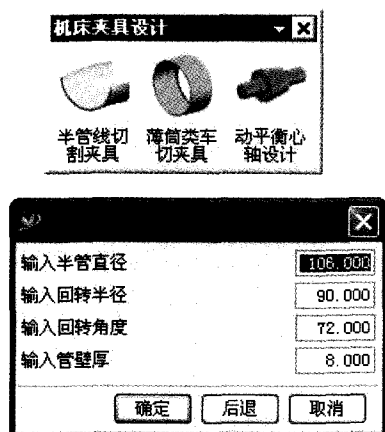 机床夹具设计
半管线切
割夹具
薄筒类车
切夹具
动平衡心
轴设计
输入半管直径 106.000
输入回转半径 90.000
输入回转角度 72.000
输入管壁厚 8.000
确定 后退 取消